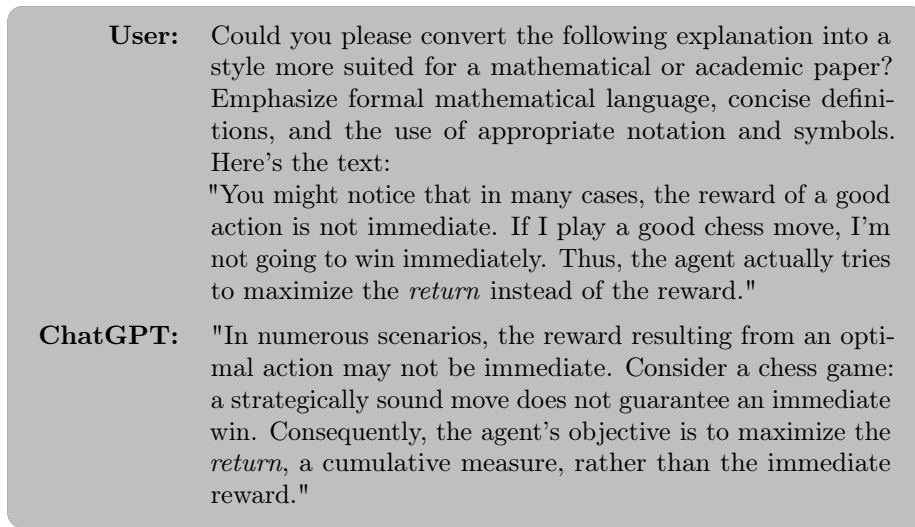 User: Could you please convert the following explanation into a
style more suited for a mathematical or academic paper?
Emphasize formal mathematical language, concise defini-
tions, and the use of appropriate notation and symbols.
Here's the text:
"You might notice that in many cases, the reward of a good
action is not immediate. If I play a good chess move, I'm
not going to win immediately. Thus, the agent actually tries
to maximize the return instead of the reward."
ChatGPT: "In numerous scenarios, the reward resulting from an opti-
mal action may not be immediate. Consider a chess game:
a strategically sound move does not guarantee an immediate
win. Consequently, the agent's objective is to maximize the
return, a cumulative measure, rather than the immediate
reward."